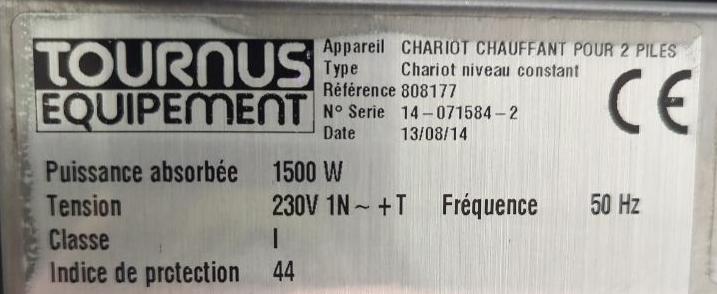 TOURNUS
EQUIPEMENT
Appareil CHARIOT CHAUFFANT POUR 2 PILES
Type Chariot niveau constant
Référence 808177
N° Serie 14-071584-2
Date 13/08/14
CE
Puissance absorbée 1500 W
Tension 230V 1N~ +T Fréquence 50 Hz
Classe I
Indice de protection 44